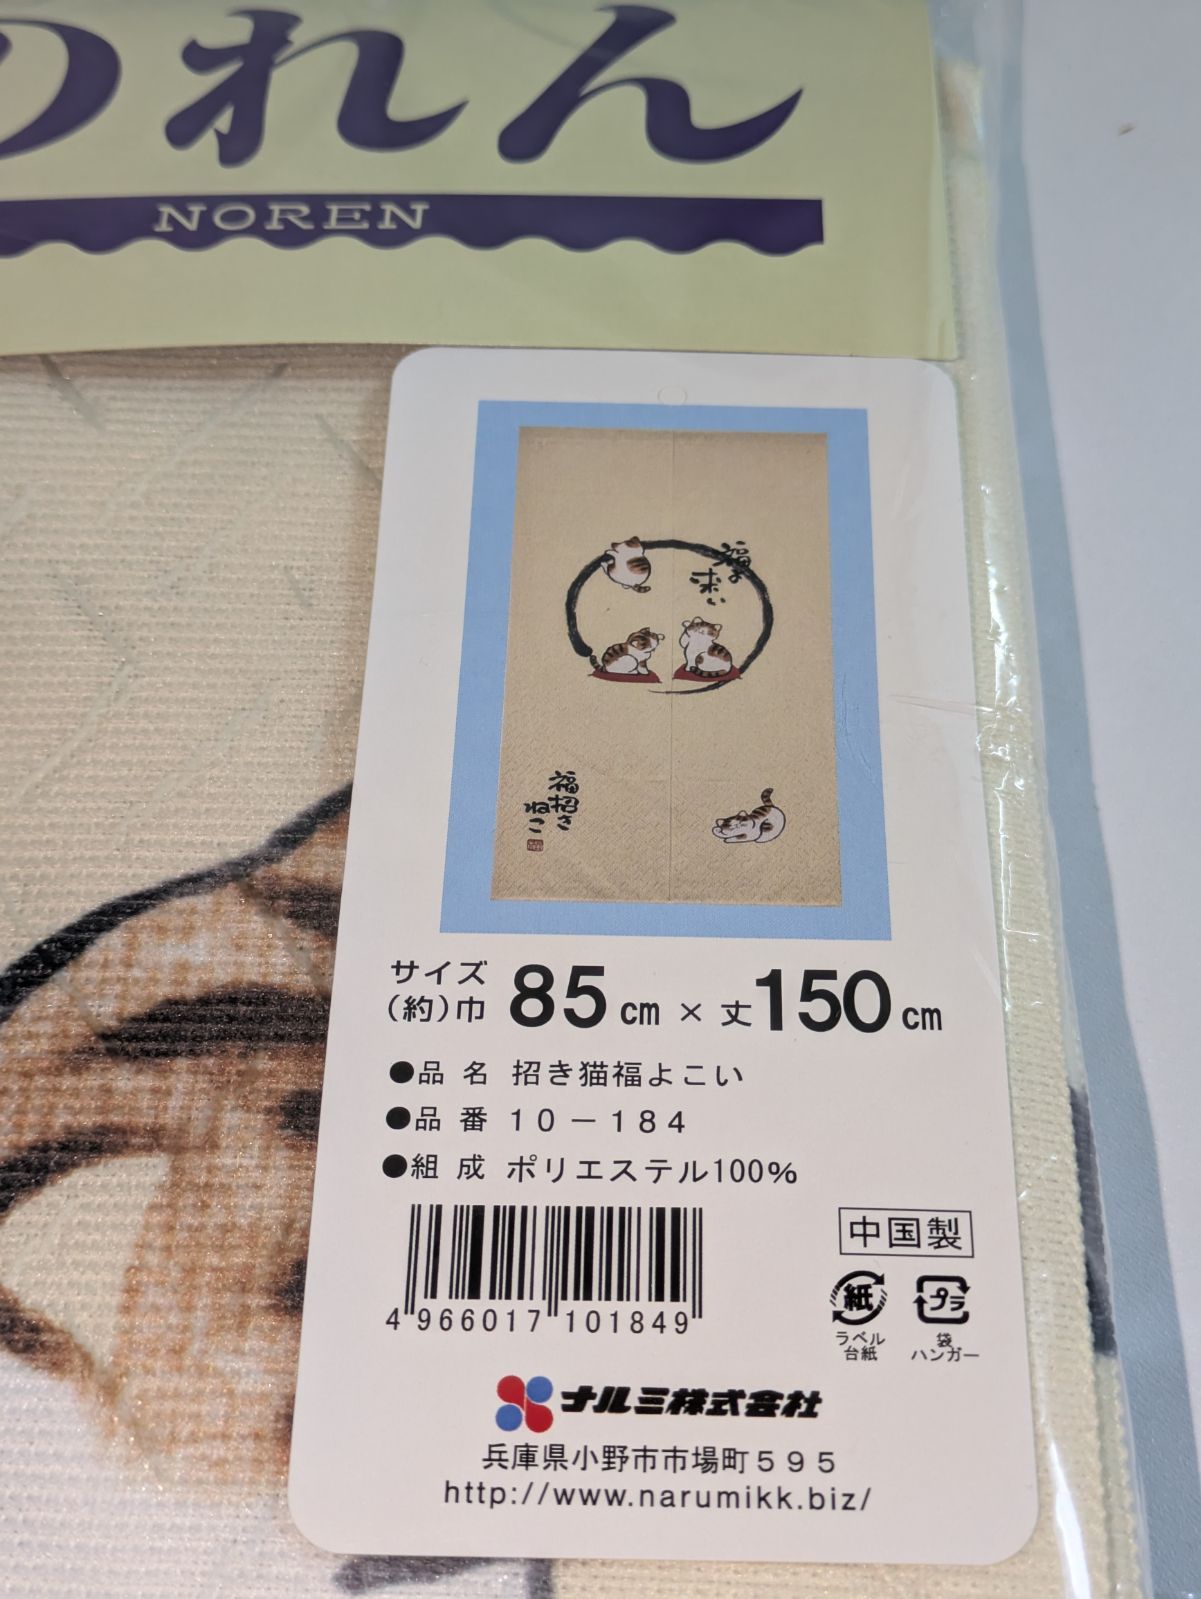 のれん
NOREN
福よ
来い
福招き
ねこ
サイズ
(約)巾 85cm × 丈150cm
●品 名 招き猫福よこい
●品 番 10-184
●組 成 ポリエステル100%
中国製
4 966017 101849
紙
プラ
ラベル
台紙
袋
ハンガー
ナルミ株式会社
兵庫県小野市市場町595
http://www.narumikk.biz/